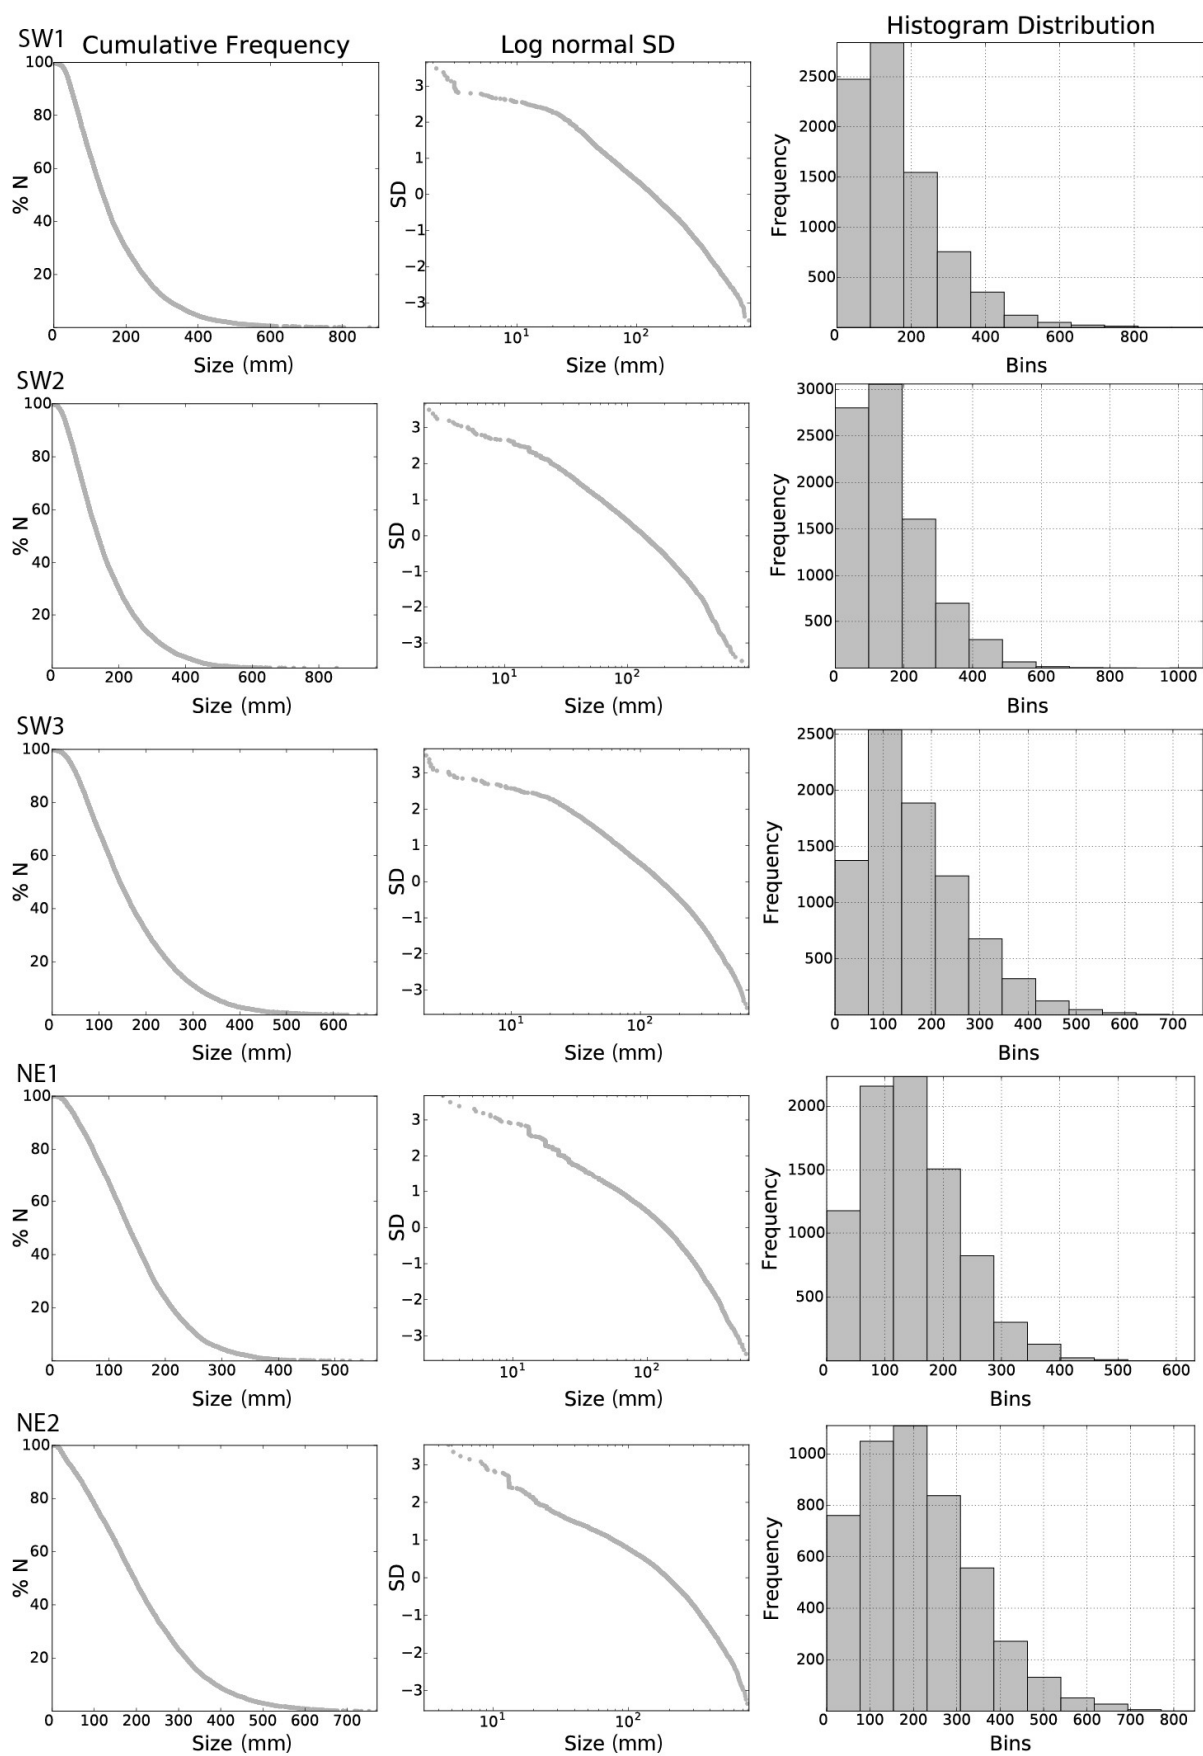 SW1 Cumulative Frequency Log normal SD Histogram Distribution
100 80 60 40 20
% N
0 200 400 600 800
Size (mm)
3 2 1 0 −1 −2 −3
SD
10¹ 10²
Size (mm)
2500 2000 1500 1000 500
Frequency
0 200 400 600 800
Bins
SW2
100 80 60 40 20
% N
0 200 400 600 800
Size (mm)
3 2 1 0 −1 −2 −3
SD
10¹ 10²
Size (mm)
3000 2500 2000 1500 1000 500
Frequency
0 200 400 600 800 1000
Bins
SW3
100 80 60 40 20
% N
0 100 200 300 400 500 600
Size (mm)
3 2 1 0 −1 −2 −3
SD
10¹ 10²
Size (mm)
2500 2000 1500 1000 500
Frequency
0 100 200 300 400 500 600 700
Bins
NE1
100 80 60 40 20
% N
0 100 200 300 400 500
Size (mm)
3 2 1 0 −1 −2 −3
SD
10¹ 10²
Size (mm)
2000 1500 1000 500
Frequency
0 100 200 300 400 500 600
Bins
NE2
100 80 60 40 20
% N
0 100 200 300 400 500 600 700
Size (mm)
3 2 1 0 −1 −2 −3
SD
10¹ 10²
Size (mm)
1000 800 600 400 200
Frequency
0 100 200 300 400 500 600 700 800
Bins